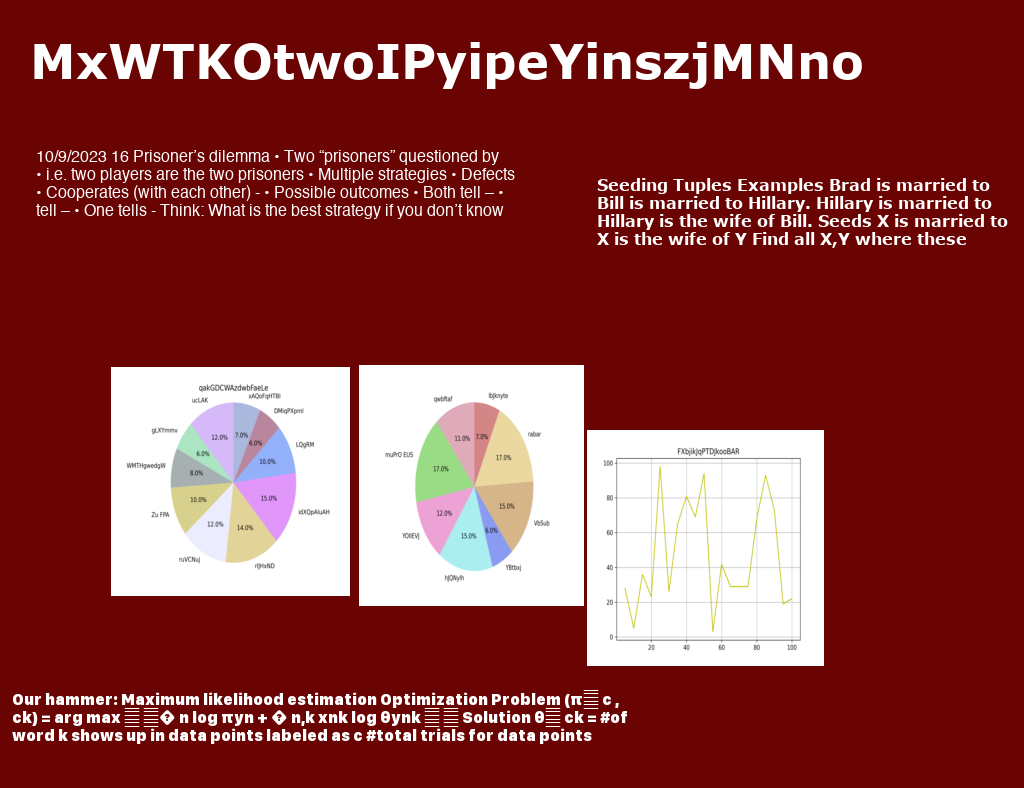 MxWTKOtwoIPyipeYinszjMNno
10/9/2023 16 Prisoner’s dilemma • Two “prisoners” questioned by
• i.e. two players are the two prisoners • Multiple strategies • Defects
• Cooperates (with each other) - • Possible outcomes • Both tell – •
tell – • One tells - Think: What is the best strategy if you don’t know
Seeding Tuples Examples Brad is married to
Bill is married to Hillary. Hillary is married to
Hillary is the wife of Bill. Seeds X is married to
X is the wife of Y Find all X,Y where these
qakGDCWAzdwbFaeLe
xAQoFqHTBI
ucLAK
DMiqPXpml
gLXYmmv
LQgRM
WMTHgwedgW
idXQpAIuAH
Zu FPA
ruVCNuj
rIJHxND
7.0%
6.0%
12.0%
10.0%
6.0%
8.0%
15.0%
10.0%
12.0%
14.0%
qwbftaf
lbJknyte
rabar
muPrO EUS
VbSub
YOIIEVJ
YBtbxj
hJQNyih
11.0%
7.0%
17.0%
17.0%
15.0%
12.0%
6.0%
15.0%
FXbjikJqPTDJkooBAR
100
80
60
40
20
0
20 40 60 80 100
Our hammer: Maximum likelihood estimation Optimization Problem (π▒ c ,
ck) = arg max ▒ ▒� n log πyn + � n,k xnk log θynk ▒ ▒ Solution θ▒ ck = #of
word k shows up in data points labeled as c #total trials for data points